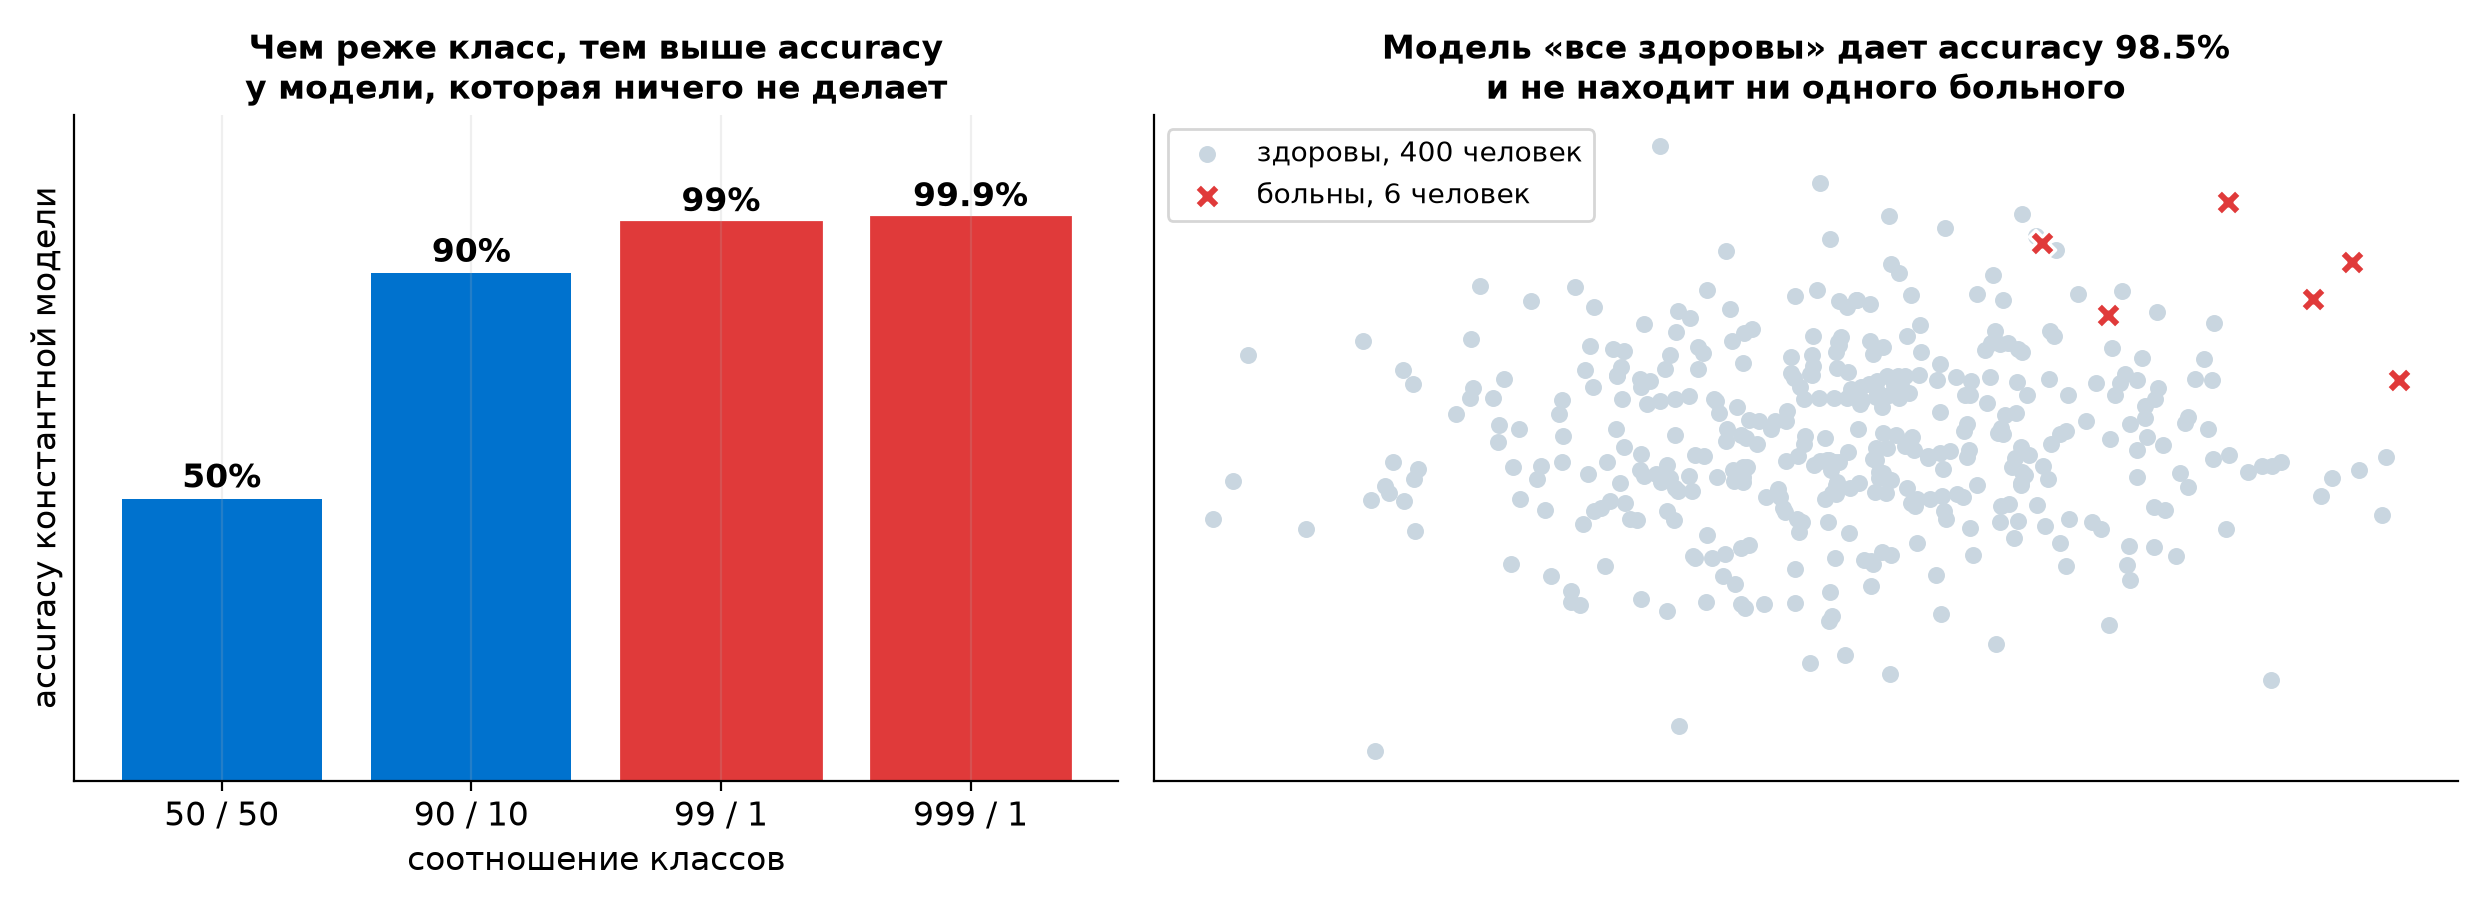 Чем реже класс, тем выше accuracy
у модели, которая ничего не делает
accuracy константной модели
50%
90%
99%
99.9%
50 / 50
90 / 10
99 / 1
999 / 1
соотношение классов
Модель «все здоровы» дает accuracy 98.5%
и не находит ни одного больного
здоровы, 400 человек
больны, 6 человек